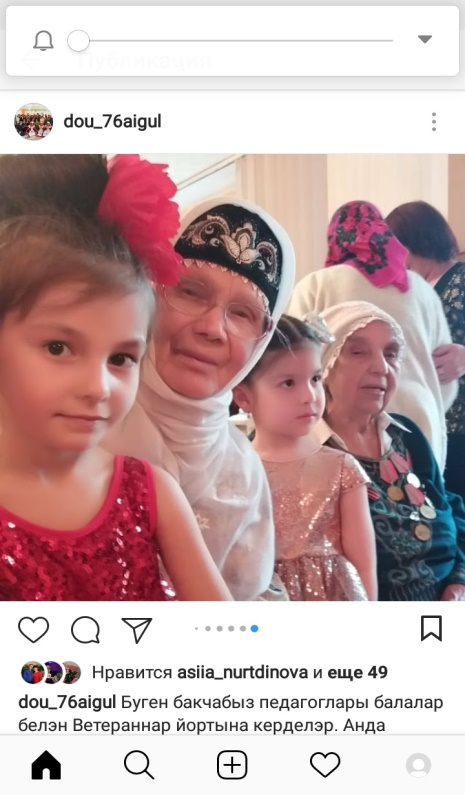 Публикация
dou_76aigul
Нравится asiia_nurtdinova и еще 49
dou_76aigul Буген бакчабыз педагоглары балалар
белэн Ветераннар йортына керделэр. Анда